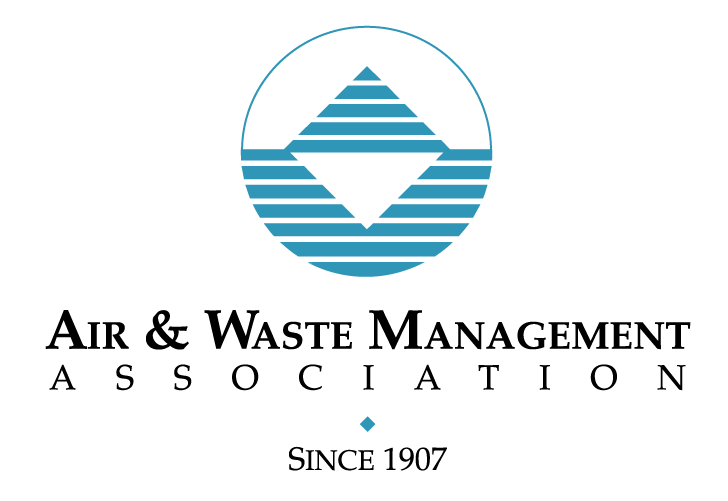 AIR & WASTE MANAGEMENT
ASSOCIATION
SINCE 1907